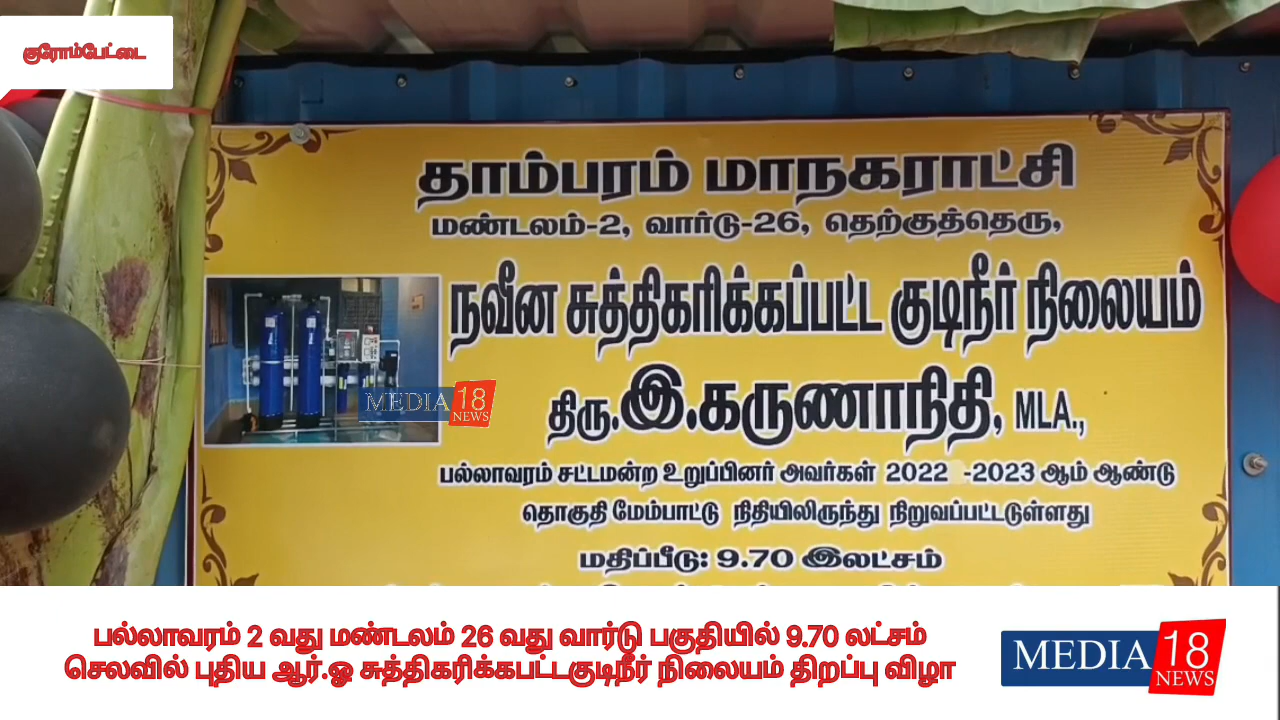 குரோம்பேட்டை
தாம்பரம் மாநகராட்சி
மண்டலம்-2, வார்டு-26, தெற்குத்தெரு,
நவீன சுத்திகரிக்கப்பட்ட குடிநீர் நிலையம்
திரு.இ.கருணாநிதி, MLA.,
பல்லாவரம் சட்டமன்ற உறுப்பினர் அவர்கள் 2022 -2023 ஆம் ஆண்டு
தொகுதி மேம்பாட்டு நிதியிலிருந்து நிறுவப்பட்டடுள்ளது
மதிப்பீடு: 9.70 இலட்சம்
MEDIA 18 NEWS
பல்லாவரம் 2 வது மண்டலம் 26 வது வார்டு பகுதியில் 9.70 லட்சம்
செலவில் புதிய ஆர்.ஓ சுத்திகரிக்கபட்டகுடிநீர் நிலையம் திறப்பு விழா
MEDIA 18 NEWS